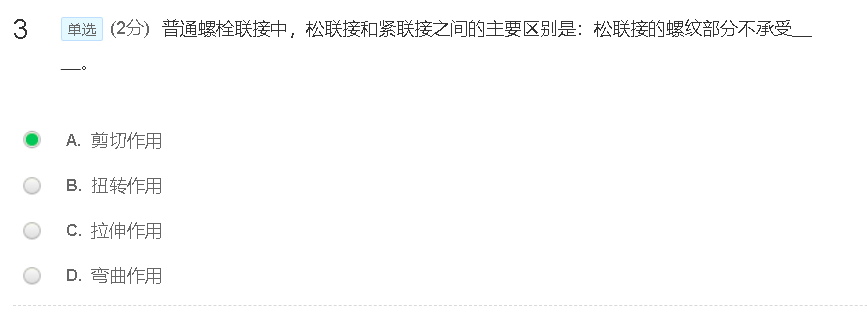 3 单选 (2分) 普通螺栓联接中，松联接和紧联接之间的主要区别是：松联接的螺纹部分不承受__
__。
A. 剪切作用
B. 扭转作用
C. 拉伸作用
D. 弯曲作用